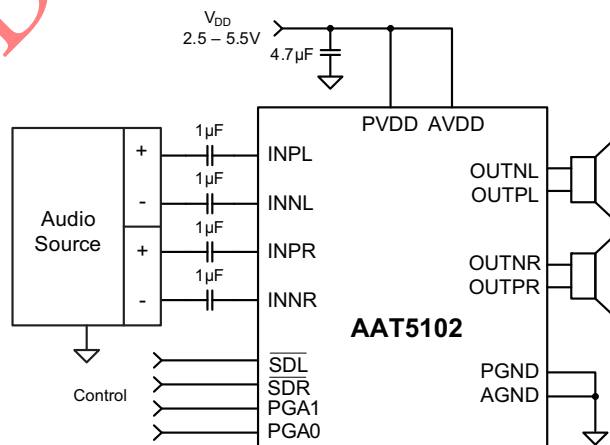 V_DD
2.5 – 5.5V
4.7µF
PVDD AVDD
1µF
+ INPL
1µF
- INNL
Audio
Source
1µF
+ INPR
1µF
- INNR
OUTNL
OUTPL
OUTNR
OUTPR
AAT5102
PGND
AGND
Control
SDL
SDR
PGA1
PGA0